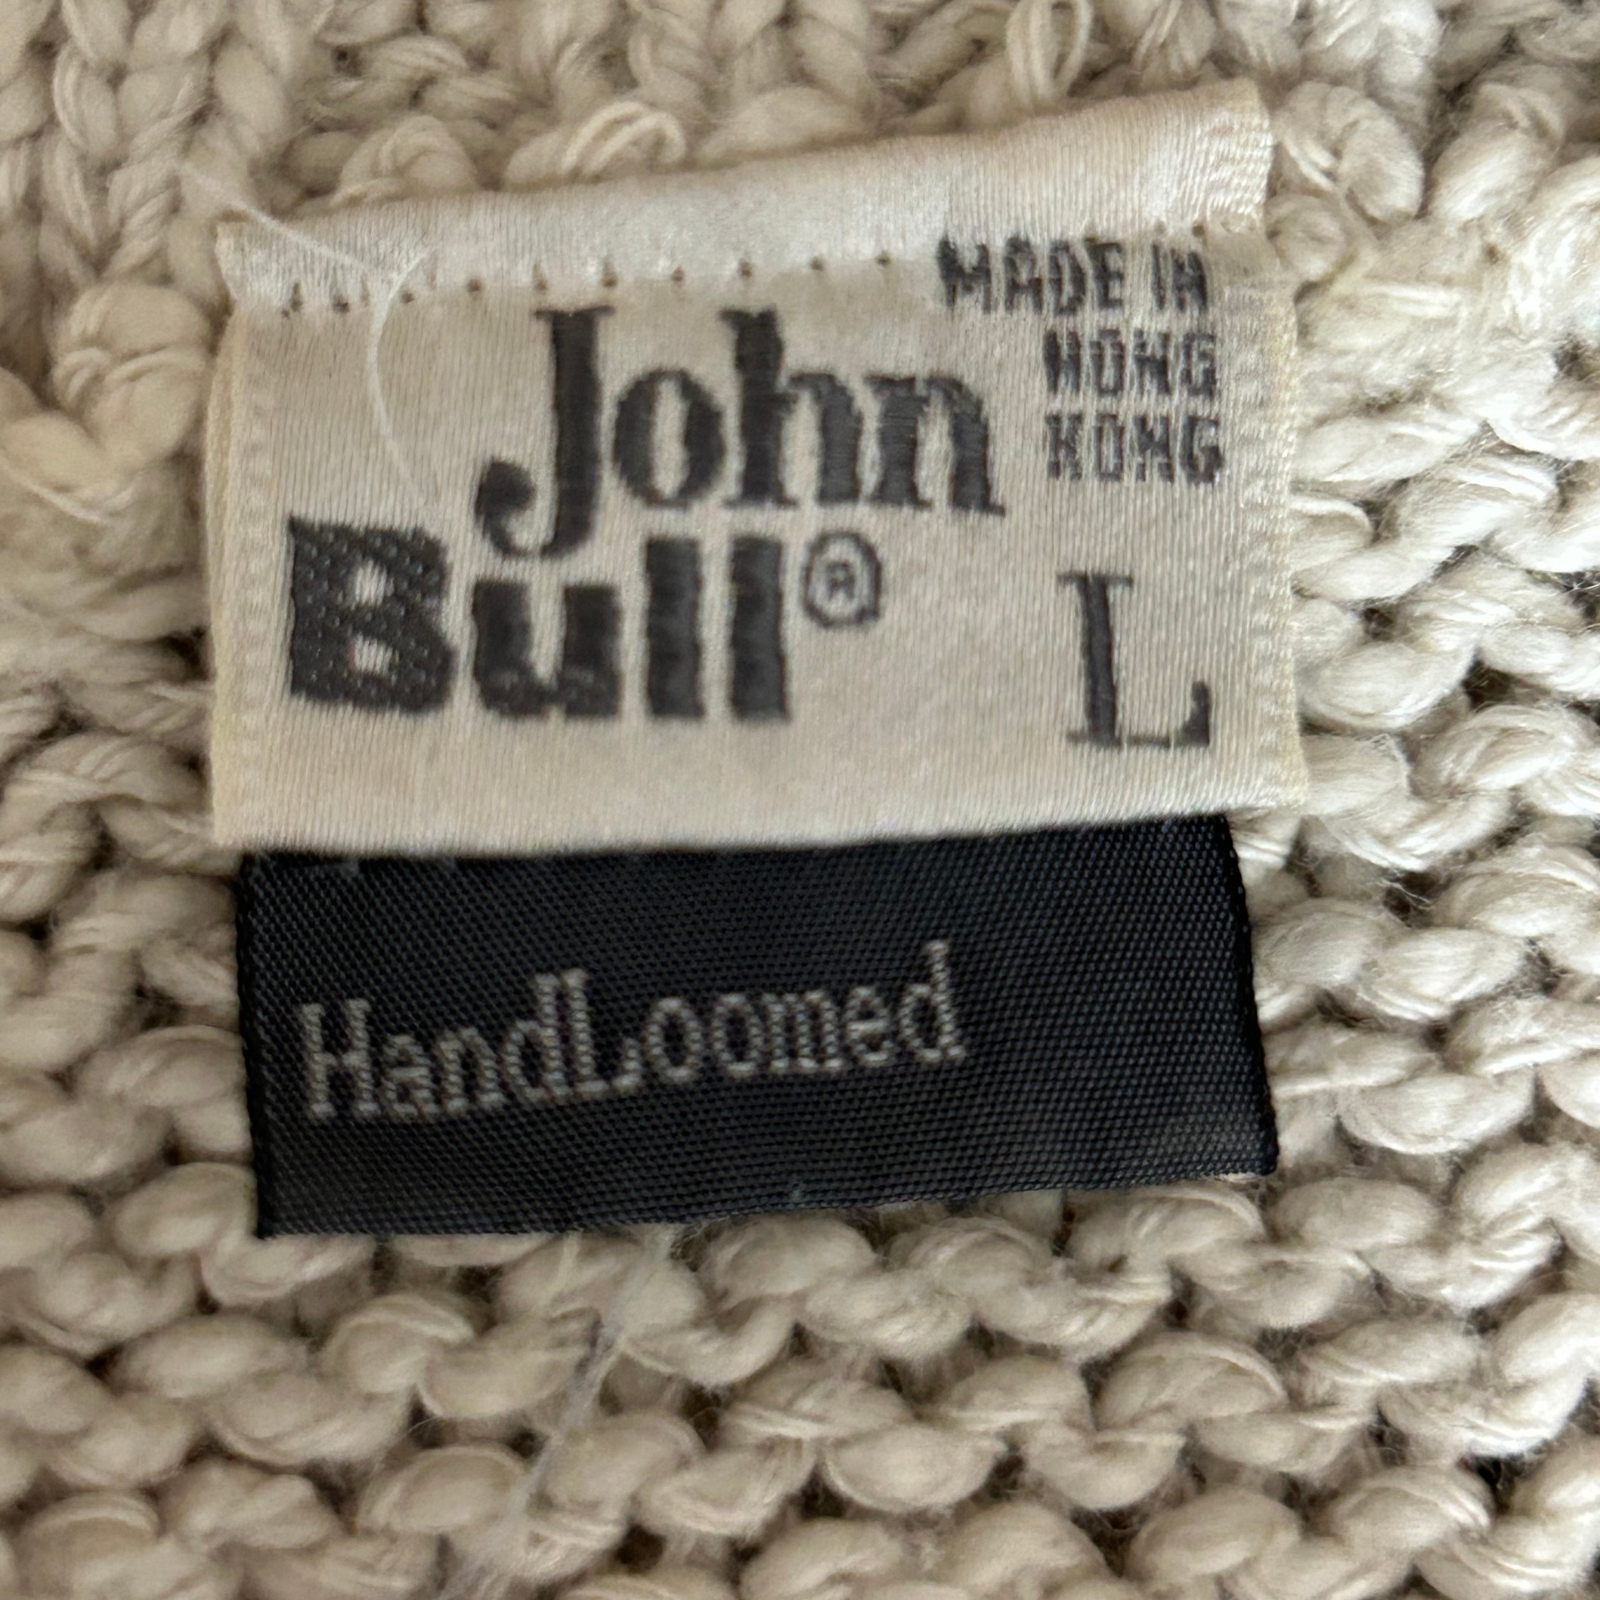 MADE IN
HONG
KONG
John
Bull®
L
HandLoomed